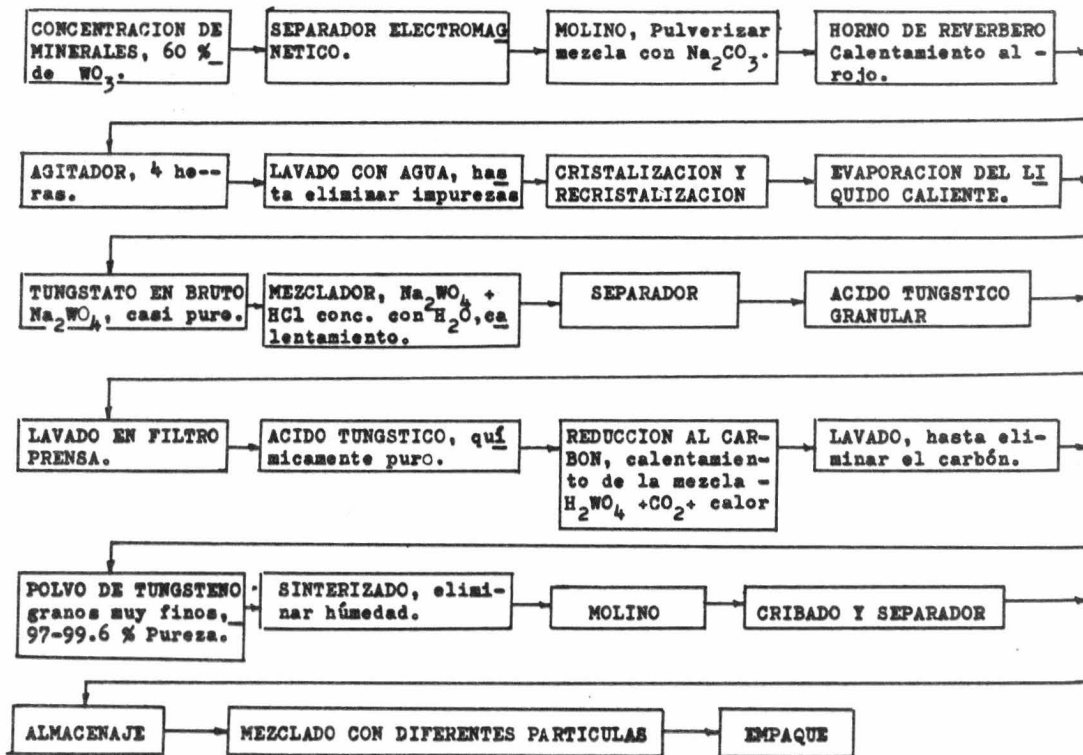 CONCENTRACION DE
MINERALES, 60 %
de WO3.
SEPARADOR ELECTROMAG
NETICO.
MOLINO, Pulverizar
mezcla con Na2CO3.
HORNO DE REVERBERO
Calentamiento al -
rojo.
AGITADOR, 4 ho--
ras.
LAVADO CON AGUA, has
ta eliminar impurezas
CRISTALIZACION Y
RECRISTALIZACION
EVAPORACION DEL LI
QUIDO CALIENTE.
TUNGSTATO EN BRUTO
Na2WO4, casi puro.
MEZCLADOR, Na2WO4 +
HCl conc. con H2O, ca
lentamiento.
SEPARADOR
ACIDO TUNGSTICO
GRANULAR
LAVADO EN FILTRO
PRENSA.
ACIDO TUNGSTICO, quí
micamente puro.
REDUCCION AL CAR-
BON, calentamien-
to de la mezcla -
H2WO4 +CO2+ calor
LAVADO, hasta eli-
minar el carbón.
POLVO DE TUNGSTENO
granos muy finos,
97-99.6 % Pureza.
SINTERIZADO, elimi-
nar húmedad.
MOLINO
CRIBADO Y SEPARADOR
ALMACENAJE
MEZCLADO CON DIFERENTES PARTICULAS
EMPAQUE